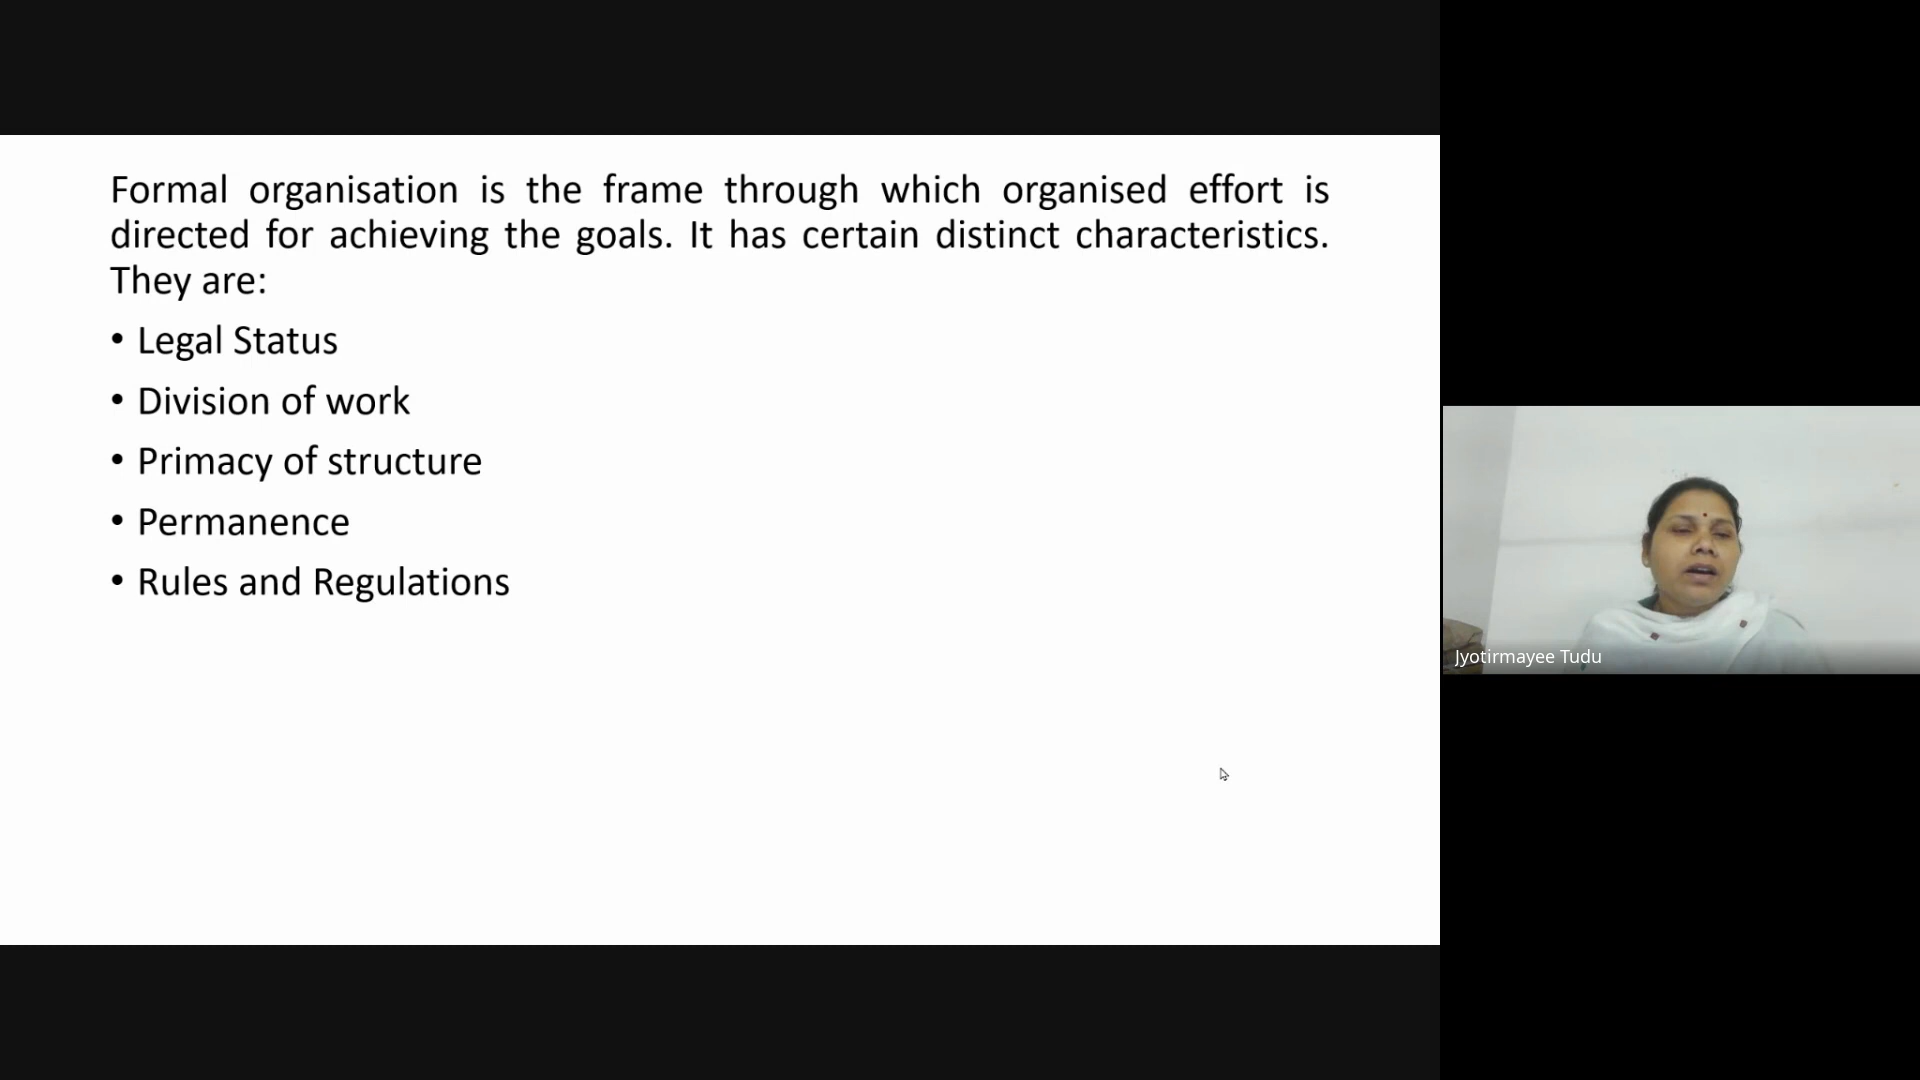 Formal organisation is the frame through which organised effort is
directed for achieving the goals. It has certain distinct characteristics.
They are:
• Legal Status
• Division of work
• Primacy of structure
• Permanence
• Rules and Regulations
Jyotirmayee Tudu